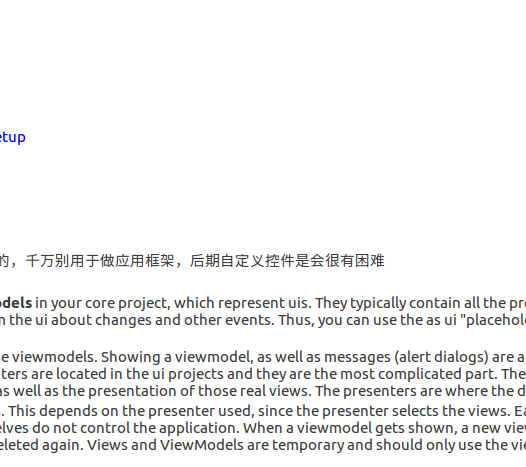 etup
的，千万别用于做应用框架，后期自定义控件是会很有困难
odels in your core project, which represent uis. They typically contain all the pr
the ui about changes and other events. Thus, you can use the as ui "placehol
e viewmodels. Showing a viewmodel, as well as messages (alert dialogs) are a
ters are located in the ui projects and they are the most complicated part. The
as well as the presentation of those real views. The presenters are where the d
. This depends on the presenter used, since the presenter selects the views. Ea
elves do not control the application. When a viewmodel gets shown, a new view
eleted again. Views and ViewModels are temporary and should only use the vie